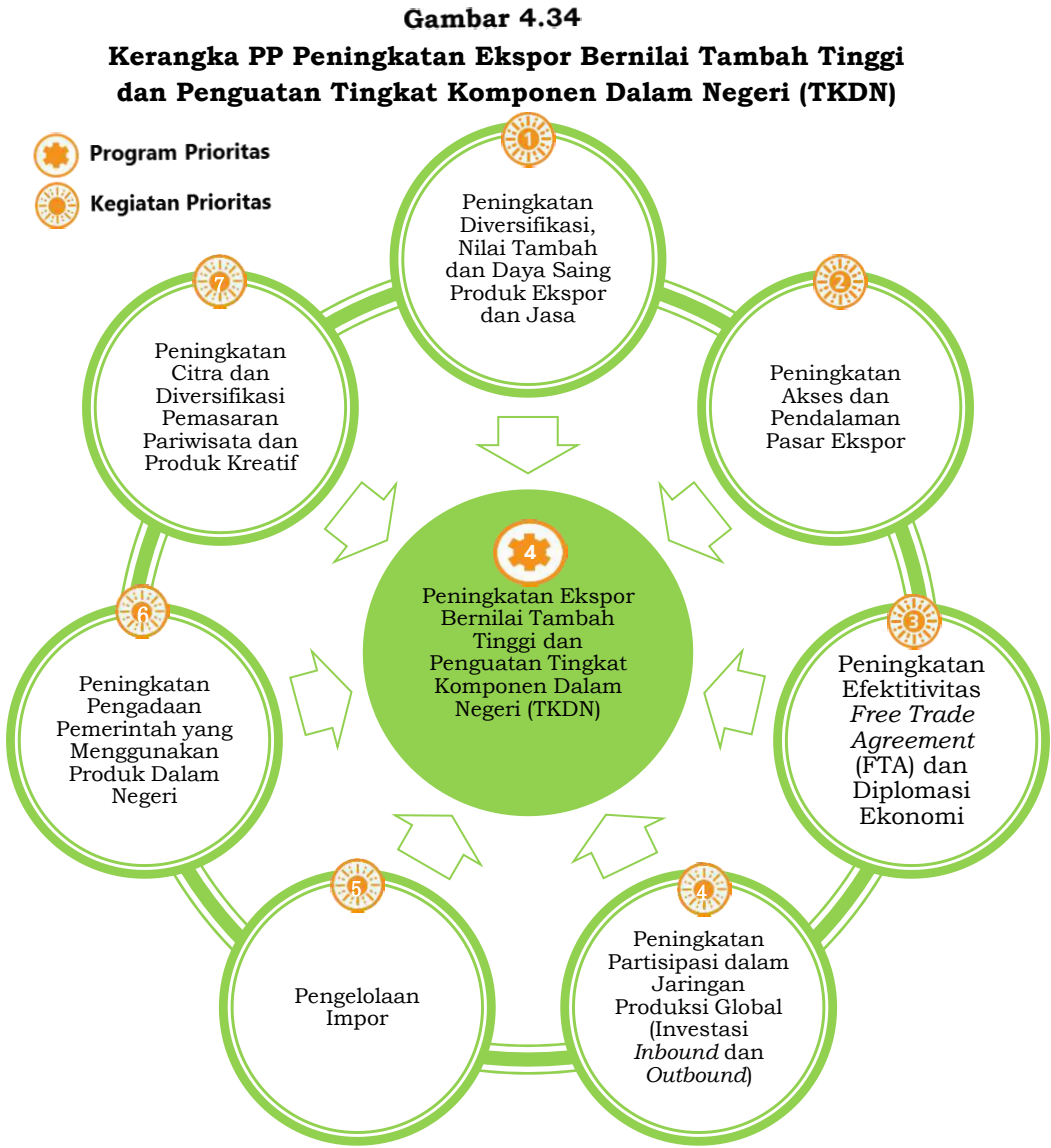 Gambar 4.34
Kerangka PP Peningkatan Ekspor Bernilai Tambah Tinggi
dan Penguatan Tingkat Komponen Dalam Negeri (TKDN)
Program Prioritas
Kegiatan Prioritas
1
Peningkatan
Diversifikasi,
Nilai Tambah
dan Daya Saing
Produk Ekspor
dan Jasa
2
Peningkatan
Akses dan
Pendalaman
Pasar Ekspor
3
Peningkatan
Efektitivitas
Free Trade
Agreement
(FTA) dan
Diplomasi
Ekonomi
4
Peningkatan
Partisipasi dalam
Jaringan
Produksi Global
(Investasi
Inbound dan
Outbound)
5
Pengelolaan
Impor
6
Peningkatan
Pengadaan
Pemerintah yang
Menggunakan
Produk Dalam
Negeri
7
Peningkatan
Citra dan
Diversifikasi
Pemasaran
Pariwisata dan
Produk Kreatif
4
Peningkatan Ekspor
Bernilai Tambah
Tinggi dan
Penguatan Tingkat
Komponen Dalam
Negeri (TKDN)